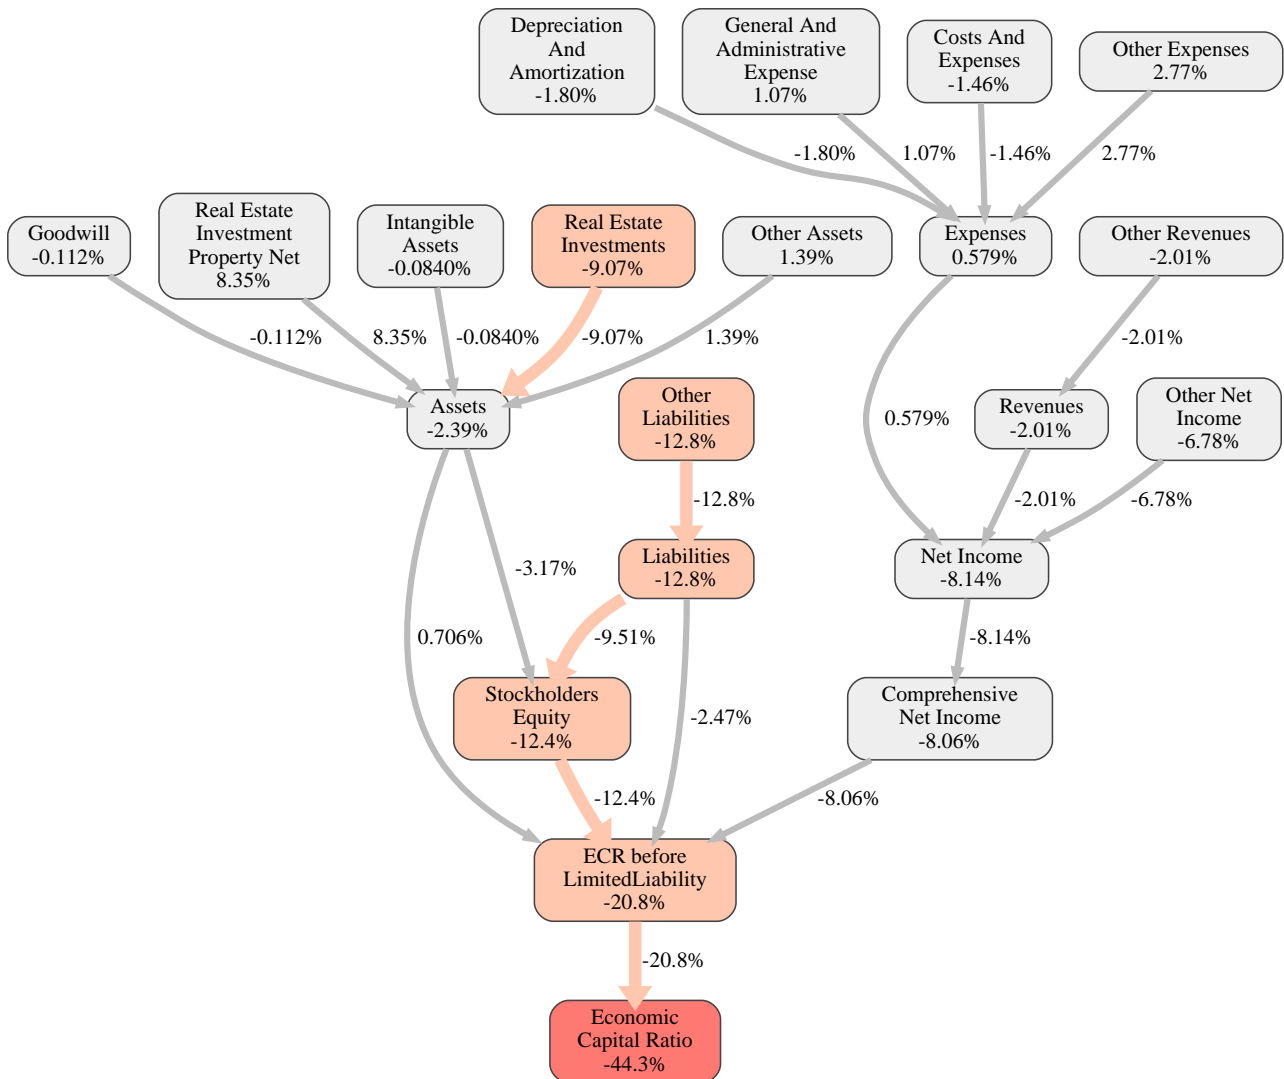 Depreciation
And
Amortization
-1.80%
General And
Administrative
Expense
1.07%
Costs And
Expenses
-1.46%
Other Expenses
2.77%
-1.80%
1.07%
-1.46%
2.77%
Goodwill
-0.112%
Real Estate
Investment
Property Net
8.35%
Intangible
Assets
-0.0840%
Real Estate
Investments
-9.07%
Other Assets
1.39%
Expenses
0.579%
Other Revenues
-2.01%
-0.112%
8.35%
-0.0840%
-9.07%
1.39%
-2.01%
Assets
-2.39%
Other
Liabilities
-12.8%
0.579%
Revenues
-2.01%
Other Net
Income
-6.78%
-12.8%
-2.01%
-6.78%
-3.17%
Liabilities
-12.8%
Net Income
-8.14%
0.706%
-9.51%
-8.14%
Stockholders
Equity
-12.4%
-2.47%
Comprehensive
Net Income
-8.06%
-12.4%
-8.06%
ECR before
LimitedLiability
-20.8%
-20.8%
Economic
Capital Ratio
-44.3%